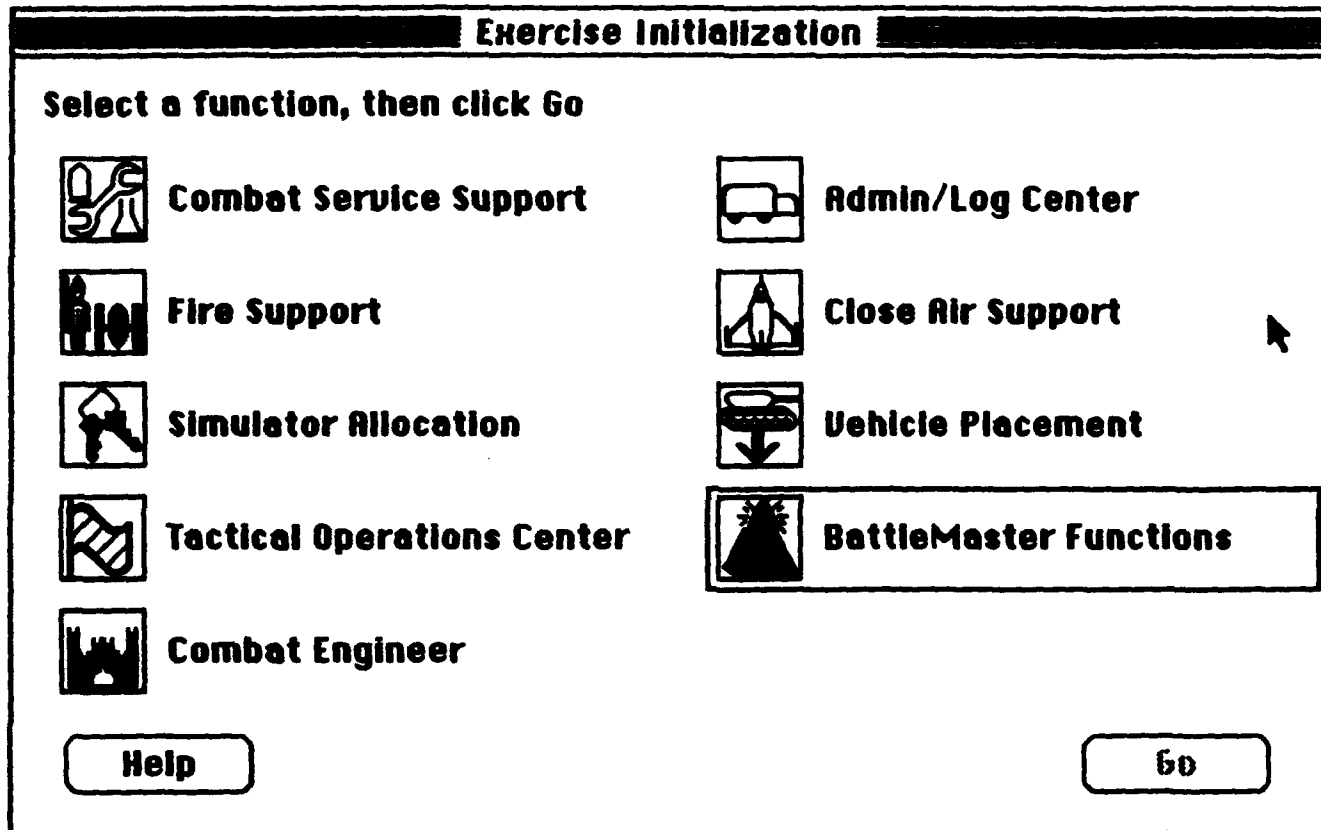 Exercise Initialization
Select a function, then click Go
Combat Service Support
Admin/Log Center
Fire Support
Close Air Support
Simulator Allocation
Vehicle Placement
Tactical Operations Center
BattleMaster Functions
Combat Engineer
Help
Go